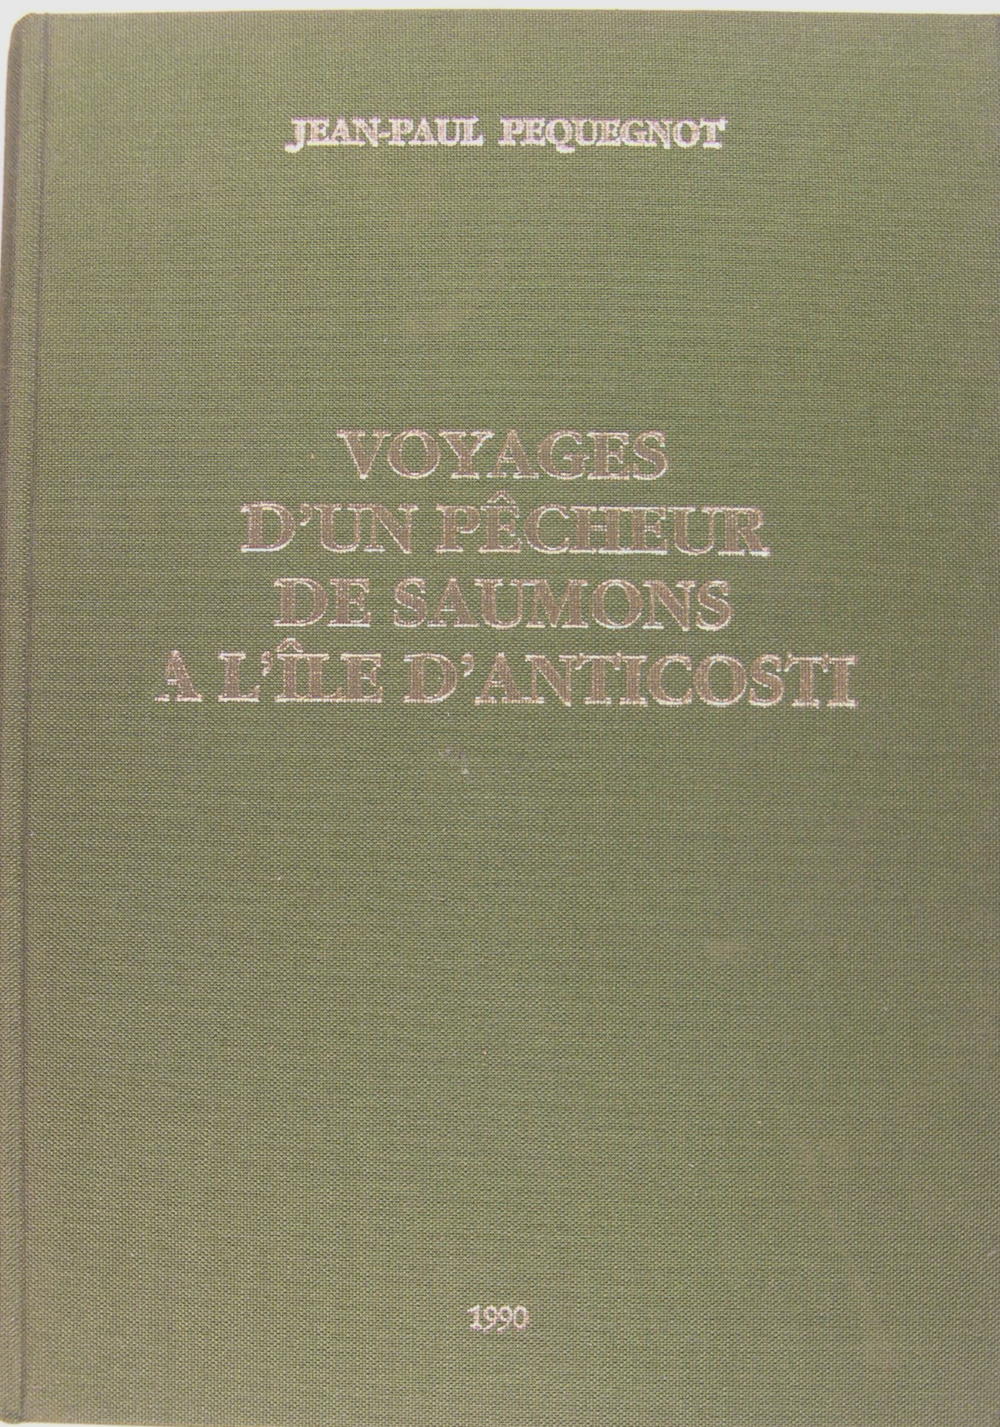 JEAN-PAUL PEQUEGNOT
VOYAGES
D'UN PÊCHEUR
DE SAUMONS
A L'ÎLE D'ANTICOSTI
1990